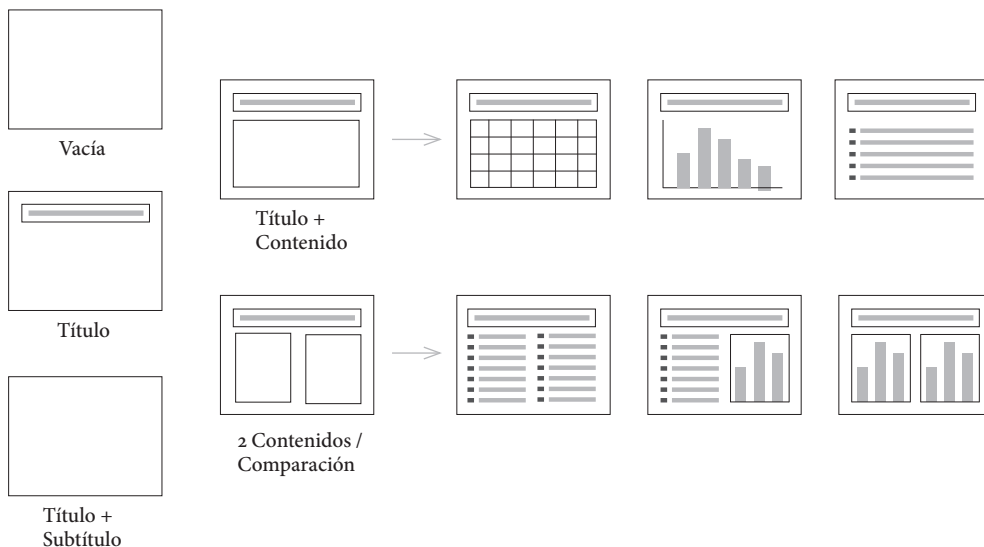 Vacía
Título
Título +
Subtítulo
Título +
Contenido
2 Contenidos /
Comparación